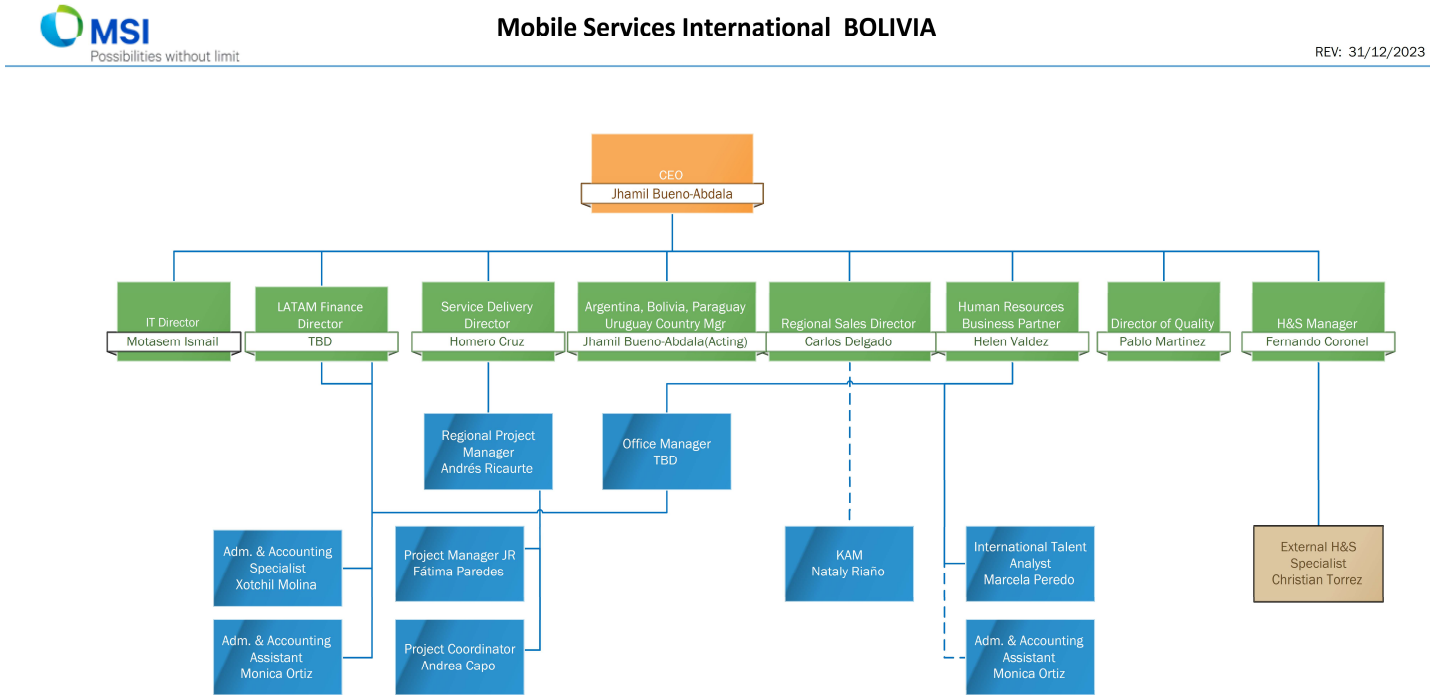 MSI
Possibilities without limit
Mobile Services International BOLIVIA
REV: 31/12/2023
CEO
Jhamil Bueno-Abdala
IT Director
Motasem Ismail
LATAM Finance
Director
TBD
Service Delivery
Director
Homero Cruz
Argentina, Bolivia, Paraguay
Uruguay Country Mgr
Jhamil Bueno-Abdala(Acting)
Regional Sales Director
Carlos Delgado
Human Resources
Business Partner
Helen Valdez
Director of Quality
Pablo Martinez
H&S Manager
Fernando Coronel
Regional Project
Manager
Andrés Ricaurte
Office Manager
TBD
Adm. & Accounting
Specialist
Xotchil Molina
Project Manager JR
Fátima Paredes
KAM
Nataly Riaño
International Talent
Analyst
Marcela Peredo
External H&S
Specialist
Christian Torrez
Adm. & Accounting
Assistant
Monica Ortiz
Project Coordinator
Andrea Capo
Adm. & Accounting
Assistant
Monica Ortiz